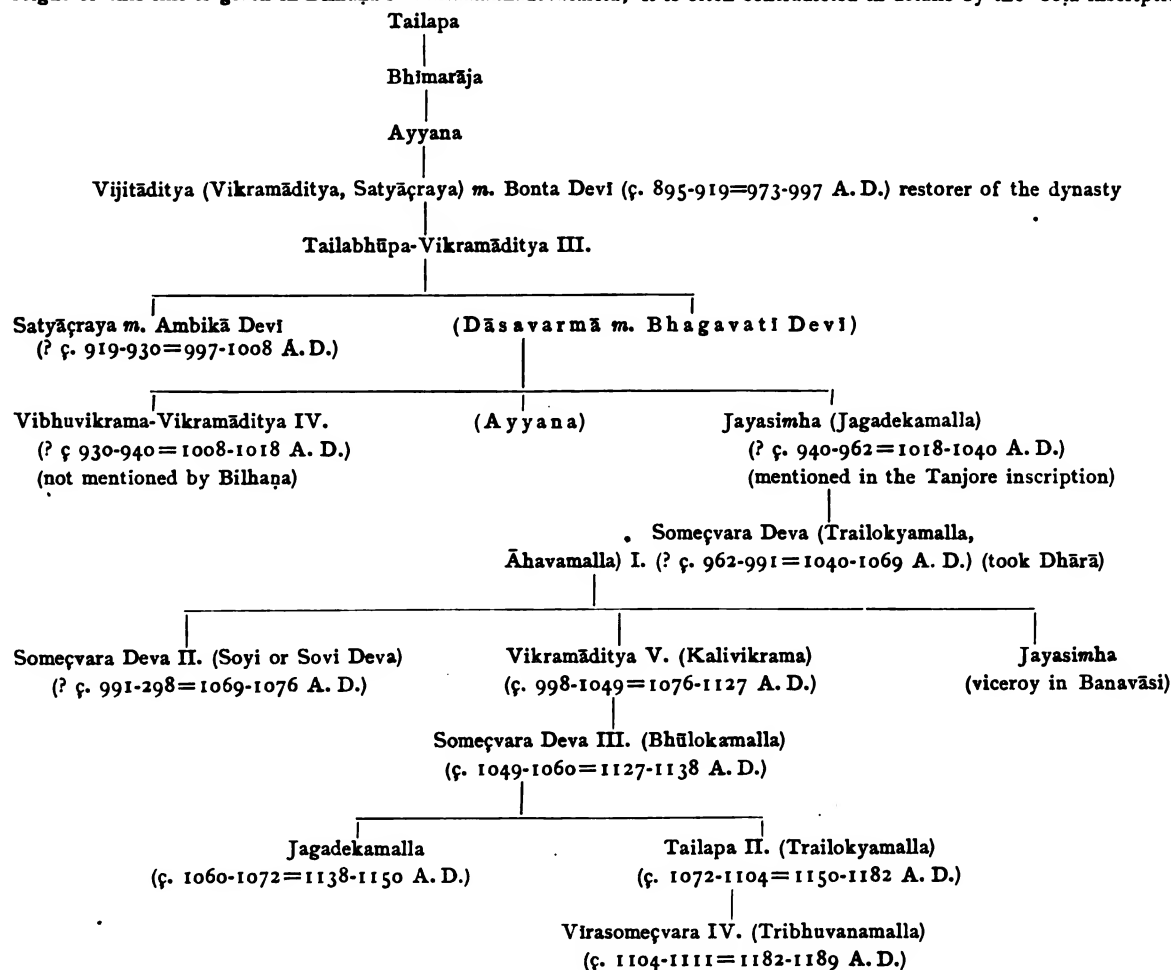 Tailapa
Bhīmarāja
Ayyana
Vijitāditya (Vikramāditya, Satyāçraya) m. Bonta Devī (ç. 895-919=973-997 A. D.) restorer of the dynasty
Tailabhūpa-Vikramāditya III.
Satyāçraya m. Ambikā Devī (Dāsavarmā m. Bhagavatī Devī)
(? ç. 919-930=997-1008 A. D.)
Vibhuvikrama-Vikramāditya IV. (Ayyana) Jayasimha (Jagadekamalla)
(? ç 930-940=1008-1018 A. D.) (? ç. 940-962=1018-1040 A. D.)
(not mentioned by Bilhaṇa) (mentioned in the Tanjore inscription)
Someçvara Deva (Trailokyamalla,
Āhavamalla) I. (? ç. 962-991=1040-1069 A. D.) (took Dhārā)
Someçvara Deva II. (Soyi or Sovi Deva) Vikramāditya V. (Kalivikrama) Jayasimha
(? ç. 991-298=1069-1076 A. D.) (ç. 998-1049=1076-1127 A. D.) (viceroy in Banavāsi)
Someçvara Deva III. (Bhūlokamalla)
(ç. 1049-1060=1127-1138 A. D.)
Jagadekamalla Tailapa II. (Trailokyamalla)
(ç. 1060-1072=1138-1150 A. D.) (ç. 1072-1104=1150-1182 A. D.)
Vīrasomeçvara IV. (Tribhuvanamalla)
(ç. 1104-1111=1182-1189 A. D.)